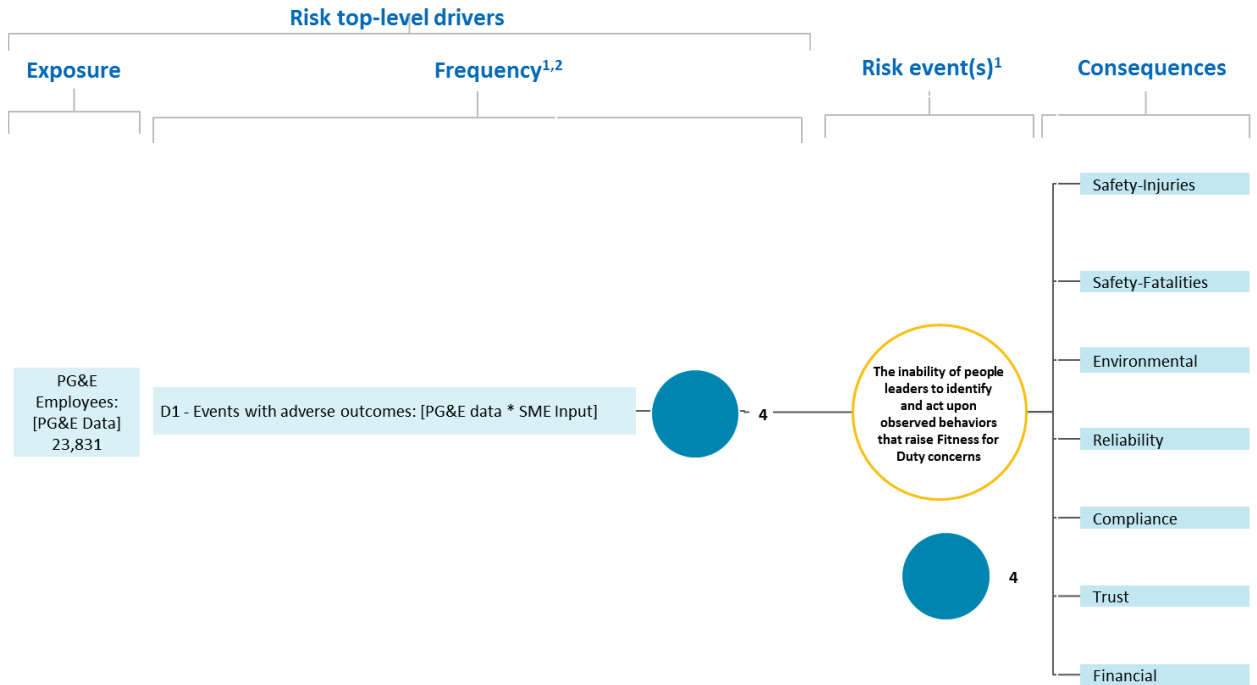 Risk top-level drivers
Exposure
Frequency1,2
Risk event(s)1
Consequences
PG&E
Employees:
[PG&E Data]
23,831
D1 - Events with adverse outcomes: [PG&E data * SME Input]
4
The inability of people
leaders to identify
and act upon
observed behaviors
that raise Fitness for
Duty concerns
4
Safety-Injuries
Safety-Fatalities
Environmental
Reliability
Compliance
Trust
Financial